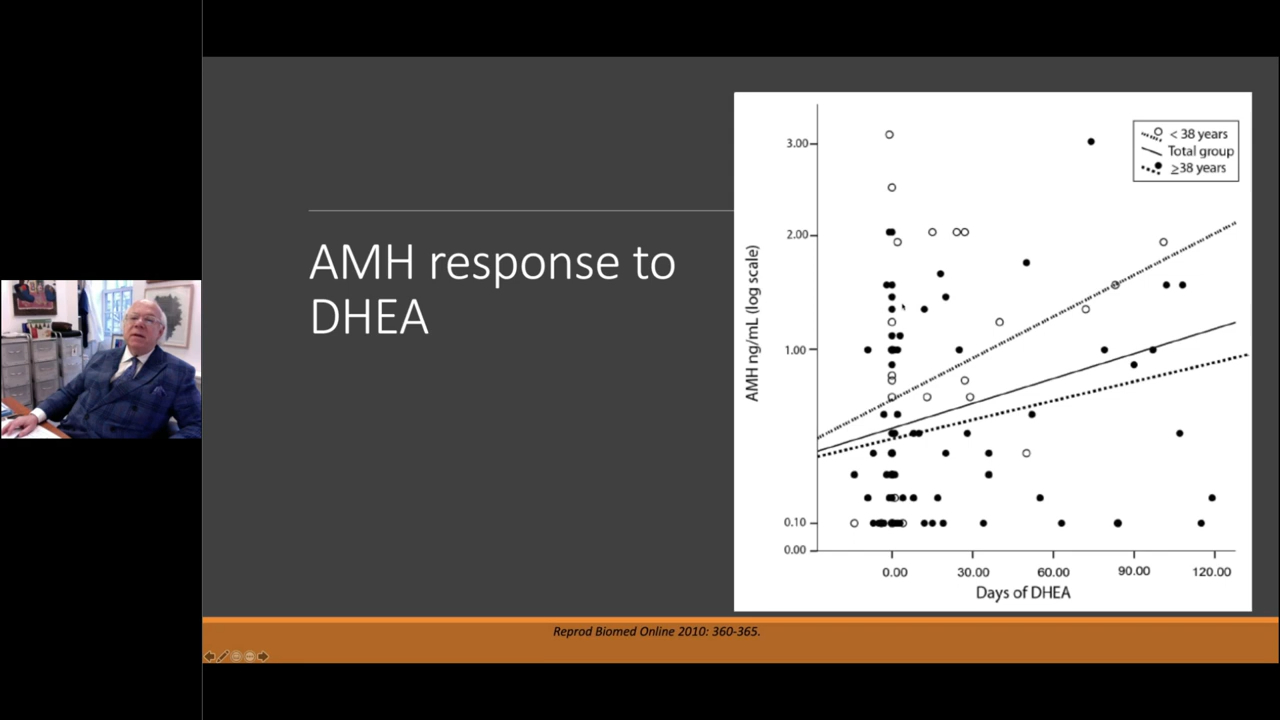 AMH response to
DHEA
3.00
2.00
1.00
0.10
0.00
AMH ng/mL (log scale)
0.00 30.00 60.00 90.00 120.00
Days of DHEA
< 38 years
Total group
≥38 years
Reprod Biomed Online 2010: 360-365.